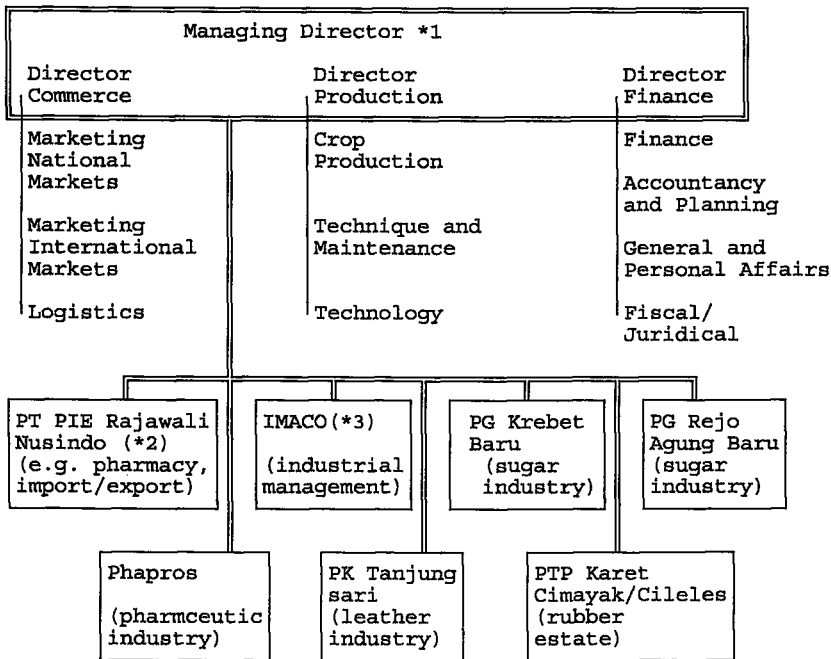 Managing Director *1
Director
Commerce
Director
Production
Director
Finance
Marketing
National
Markets
Marketing
International
Markets
Logistics
Crop
Production
Technique and
Maintenance
Technology
Finance
Accountancy
and Planning
General and
Personal Affairs
Fiscal/
Juridical
PT PIE Rajawali
Nusindo (*2)
(e.g. pharmacy,
import/export)
IMACO(*3)
(industrial
management)
PG Krebet
Baru
(sugar
industry)
PG Rejo
Agung Baru
(sugar
industry)
Phapros
(pharmceutic
industry)
PK Tanjung
sari
(leather
industry)
PTP Karet
Cimayak/Cileles
(rubber
estate)